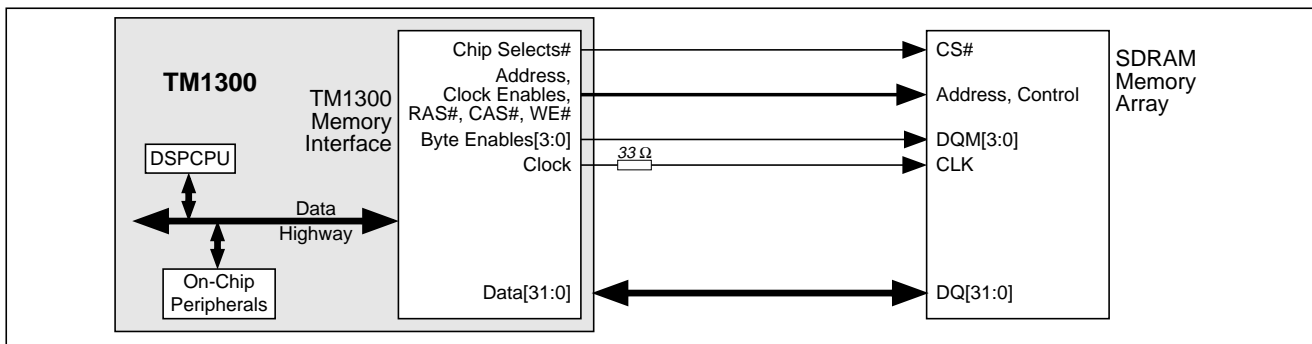 TM1300
TM1300
Memory
Interface
DSPCPU
Data
Highway
On-Chip
Peripherals
Chip Selects#
Address,
Clock Enables,
RAS#, CAS#, WE#
Byte Enables[3:0]
Clock
Data[31:0]
33 Ω
CS#
Address, Control
DQM[3:0]
CLK
DQ[31:0]
SDRAM
Memory
Array